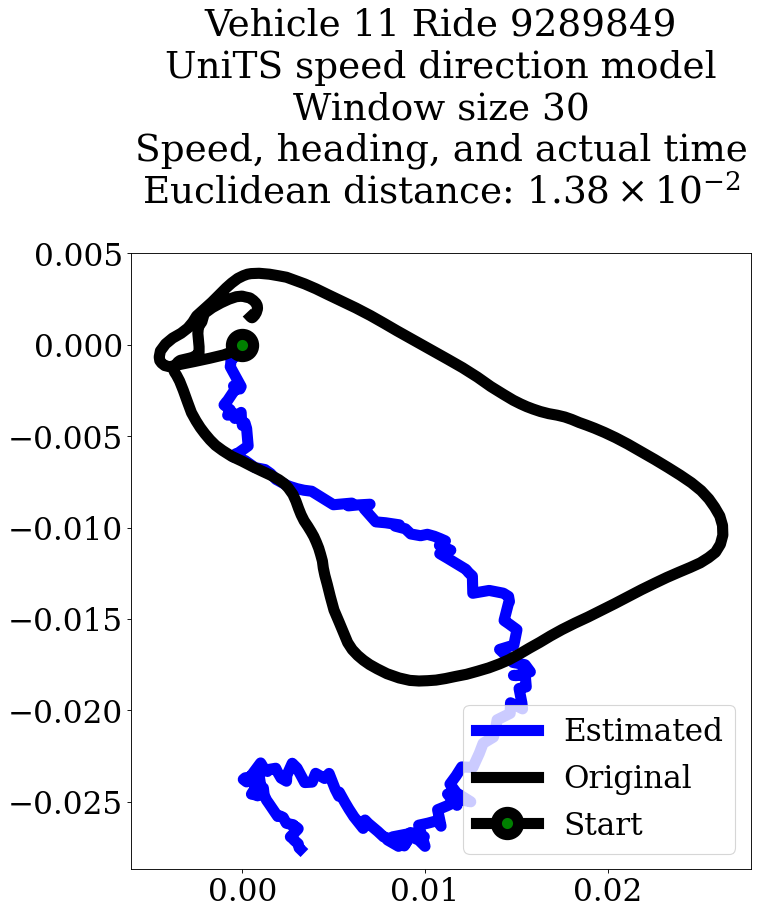 Vehicle 11 Ride 9289849
UniTS speed direction model
Window size 30
Speed, heading, and actual time
Euclidean distance: 1.38 × 10⁻²
0.005
0.000
−0.005
−0.010
−0.015
−0.020
−0.025
Estimated
Original
Start
0.00 0.01 0.02